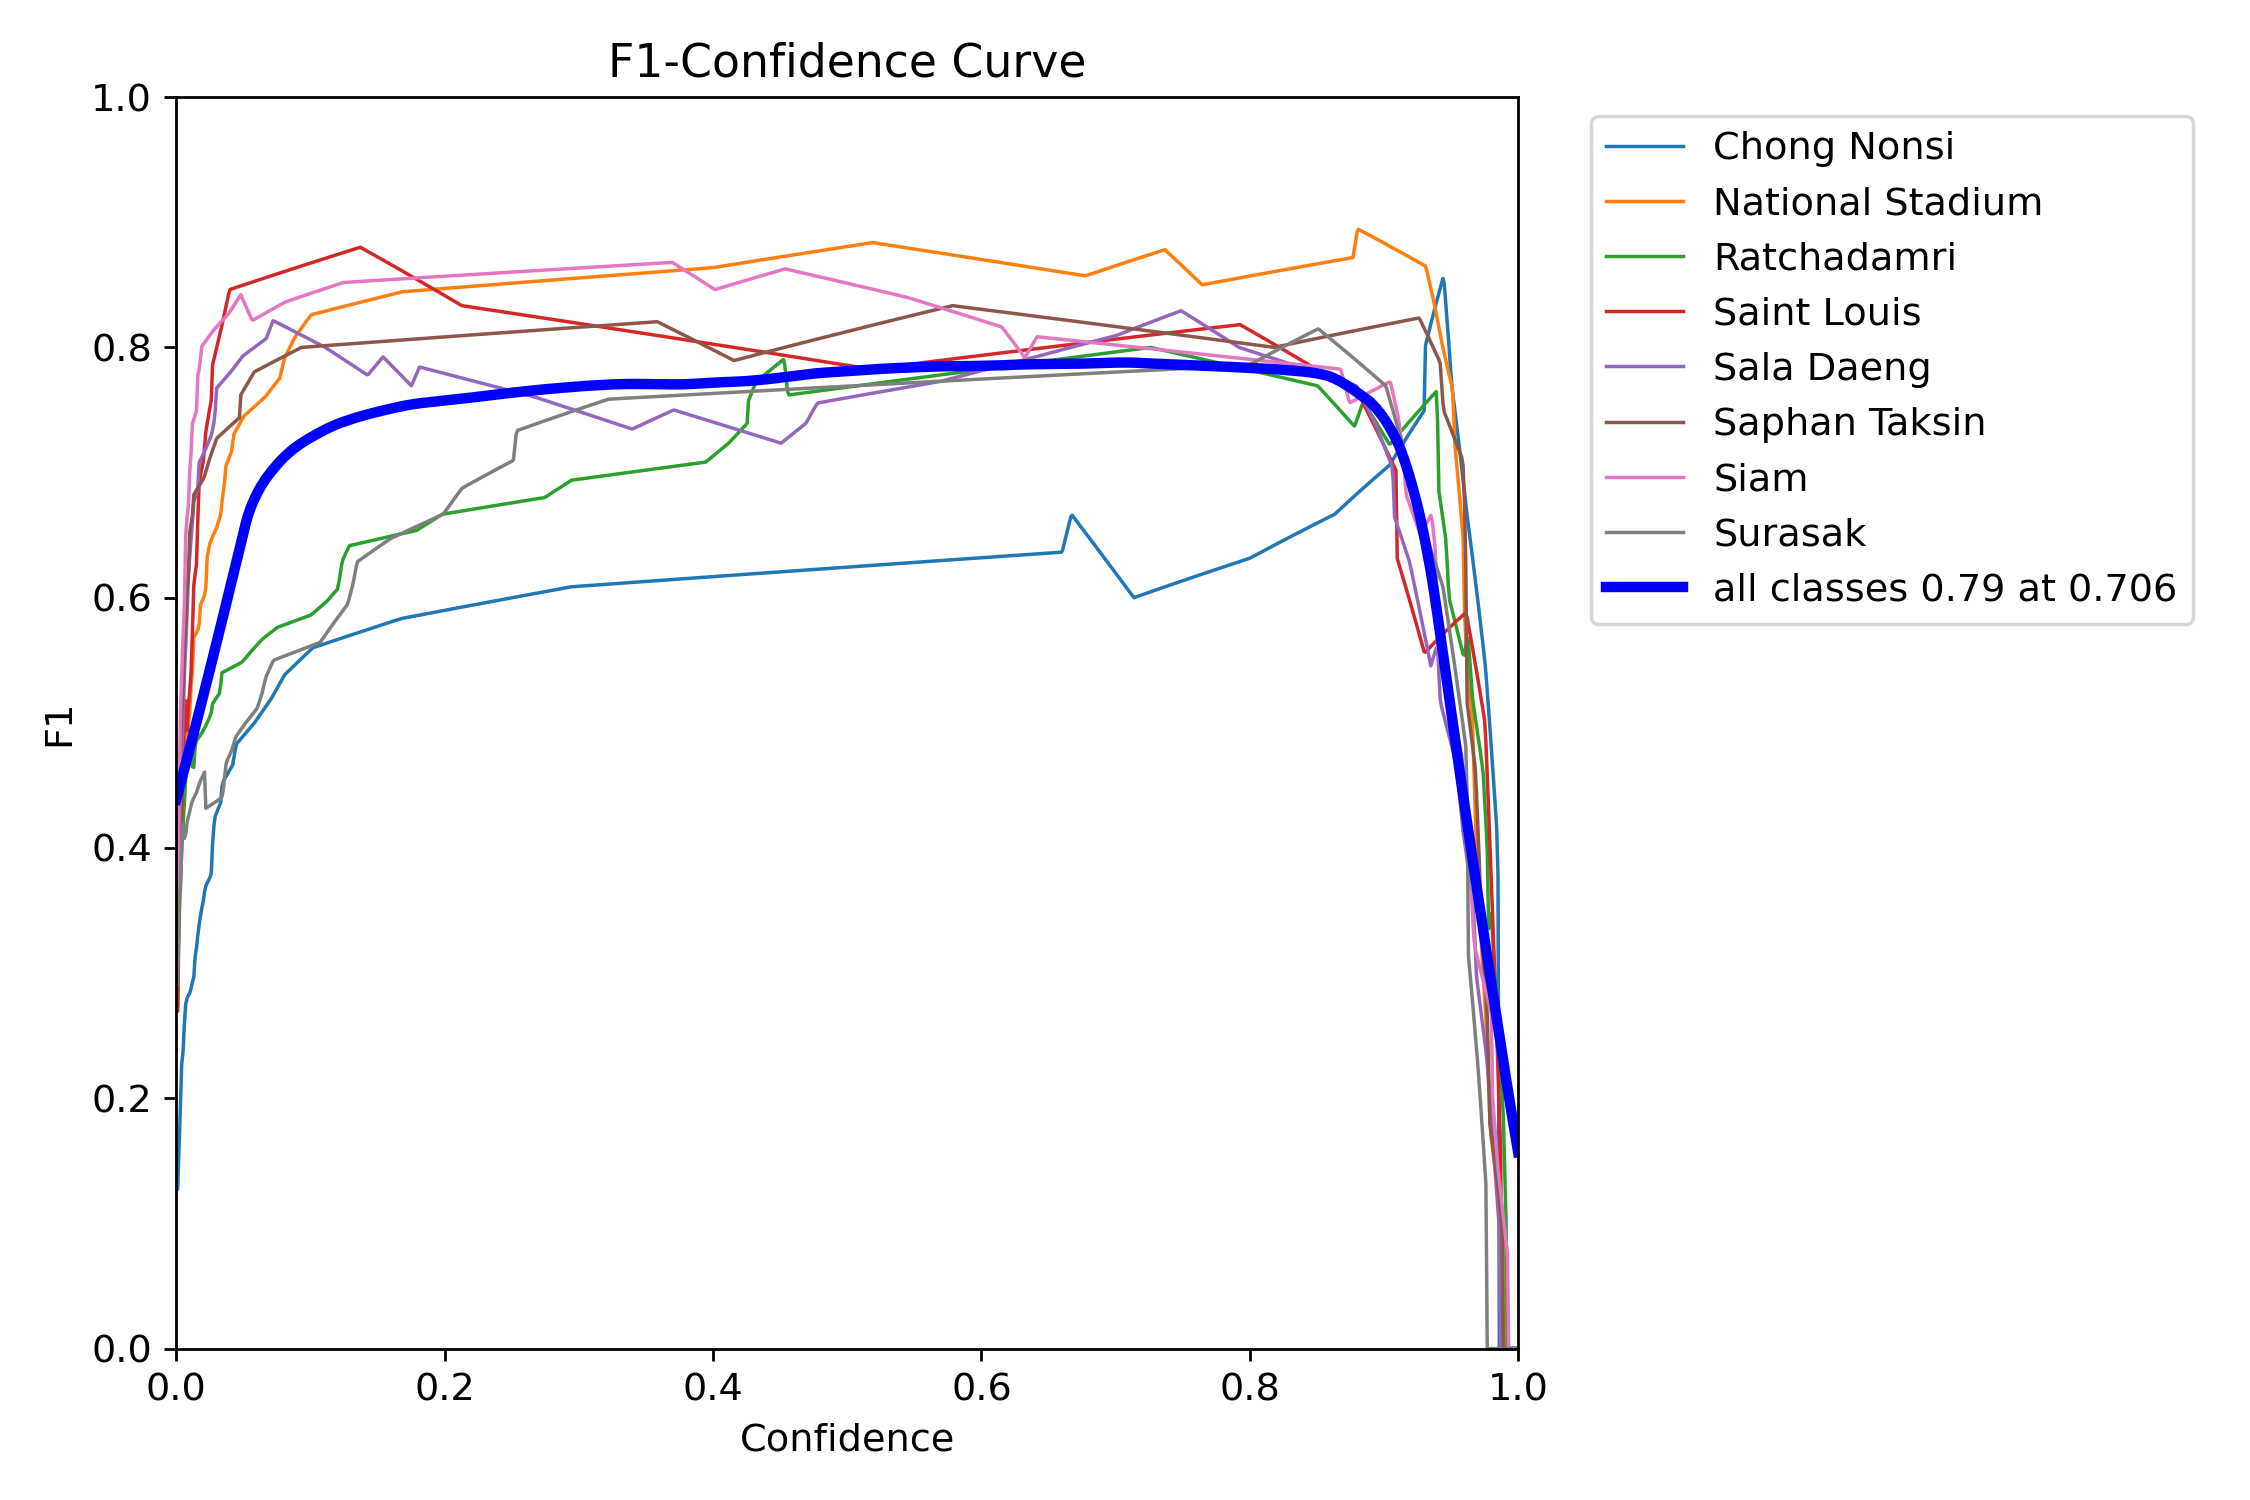 F1-Confidence Curve
1.0
0.8
0.6
0.4
0.2
0.0
F1
0.0 0.2 0.4 0.6 0.8 1.0
Confidence
Chong Nonsi
National Stadium
Ratchadamri
Saint Louis
Sala Daeng
Saphan Taksin
Siam
Surasak
all classes 0.79 at 0.706